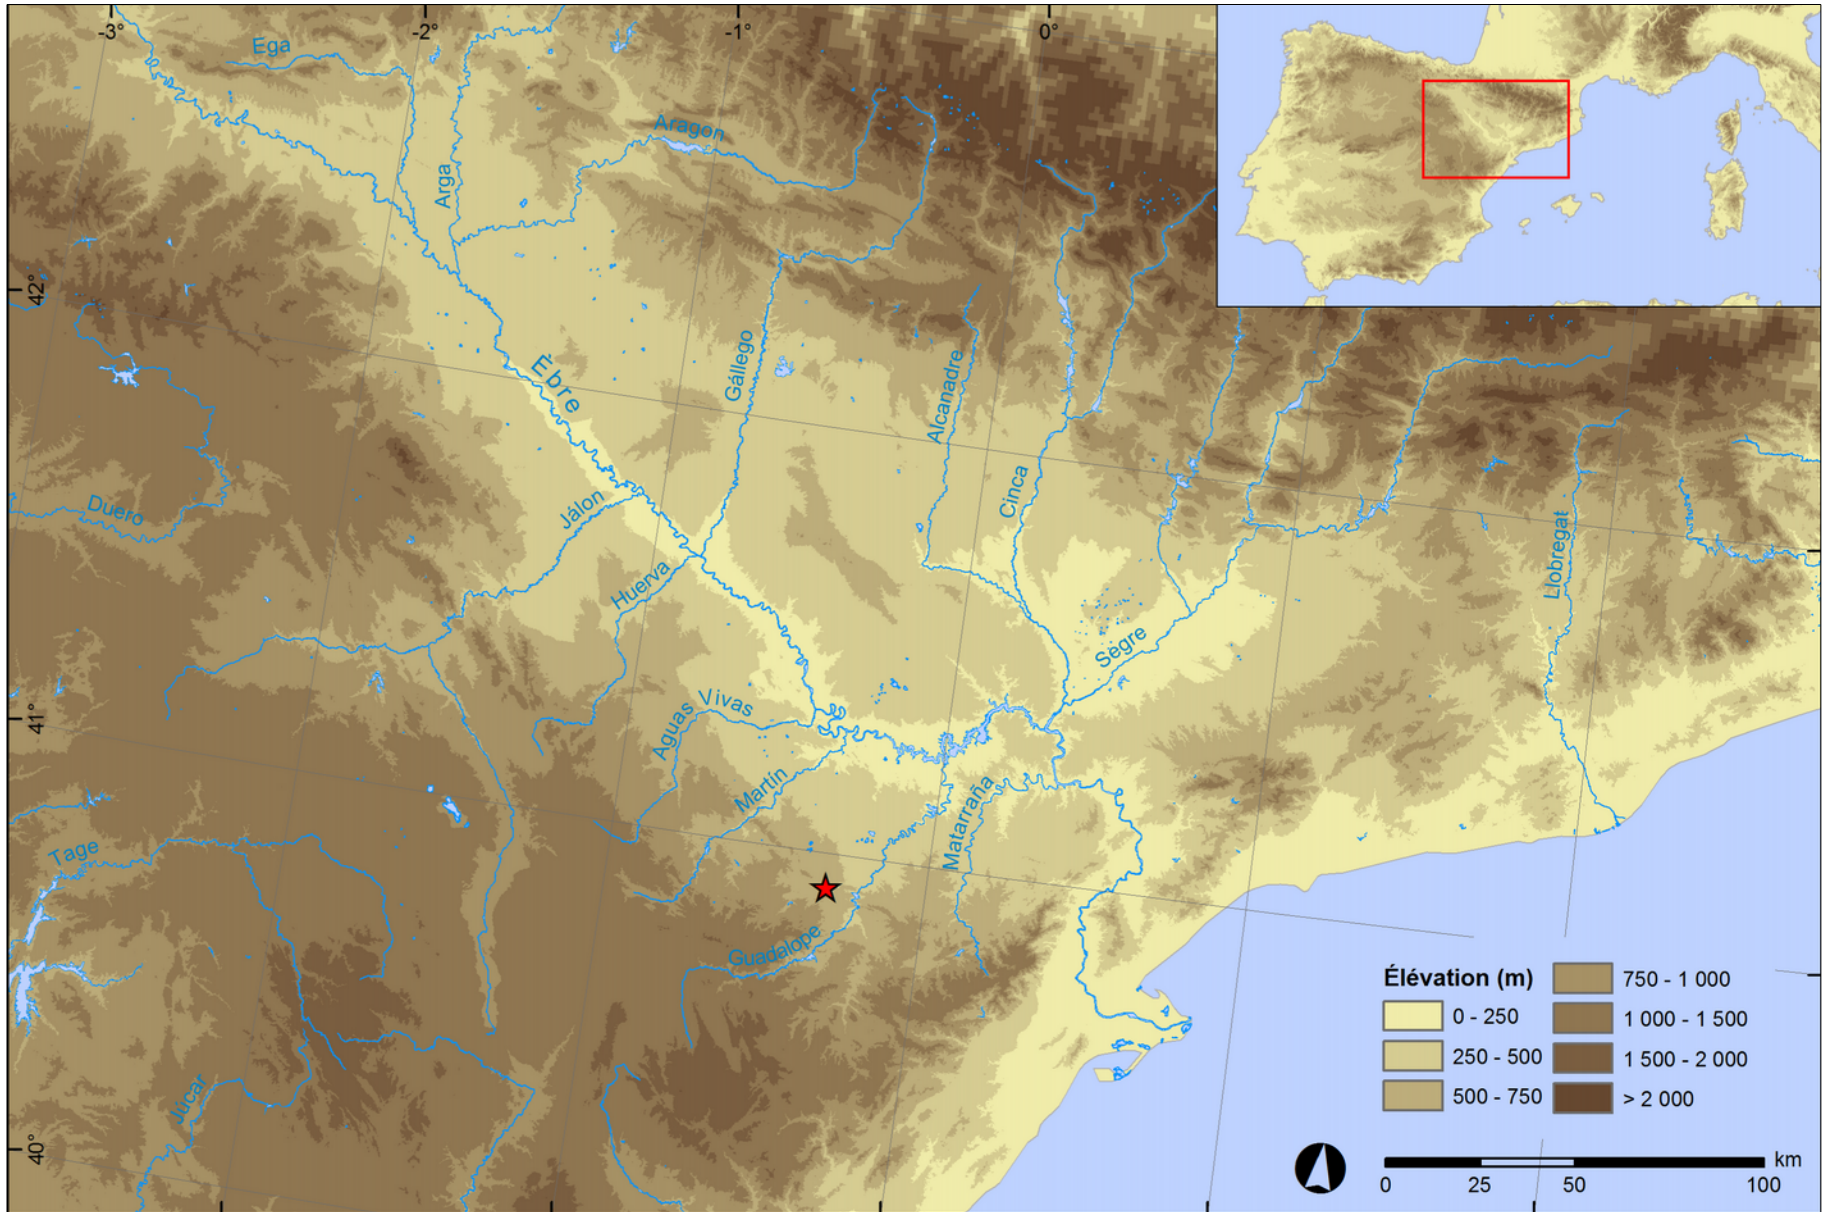 -3°
-2°
-1°
0°
Ega
Arga
Aragon
42°
Èbre
Gállego
Alcanadre
Cinca
Duero
Jálon
Huerva
Llobregat
Sègre
41°
Aguas Vivas
Martín
Matarraña
Tage
Guadalope
Júcar
40°
Élévation (m)
0 - 250
250 - 500
500 - 750
750 - 1 000
1 000 - 1 500
1 500 - 2 000
> 2 000
km
0 25 50 100